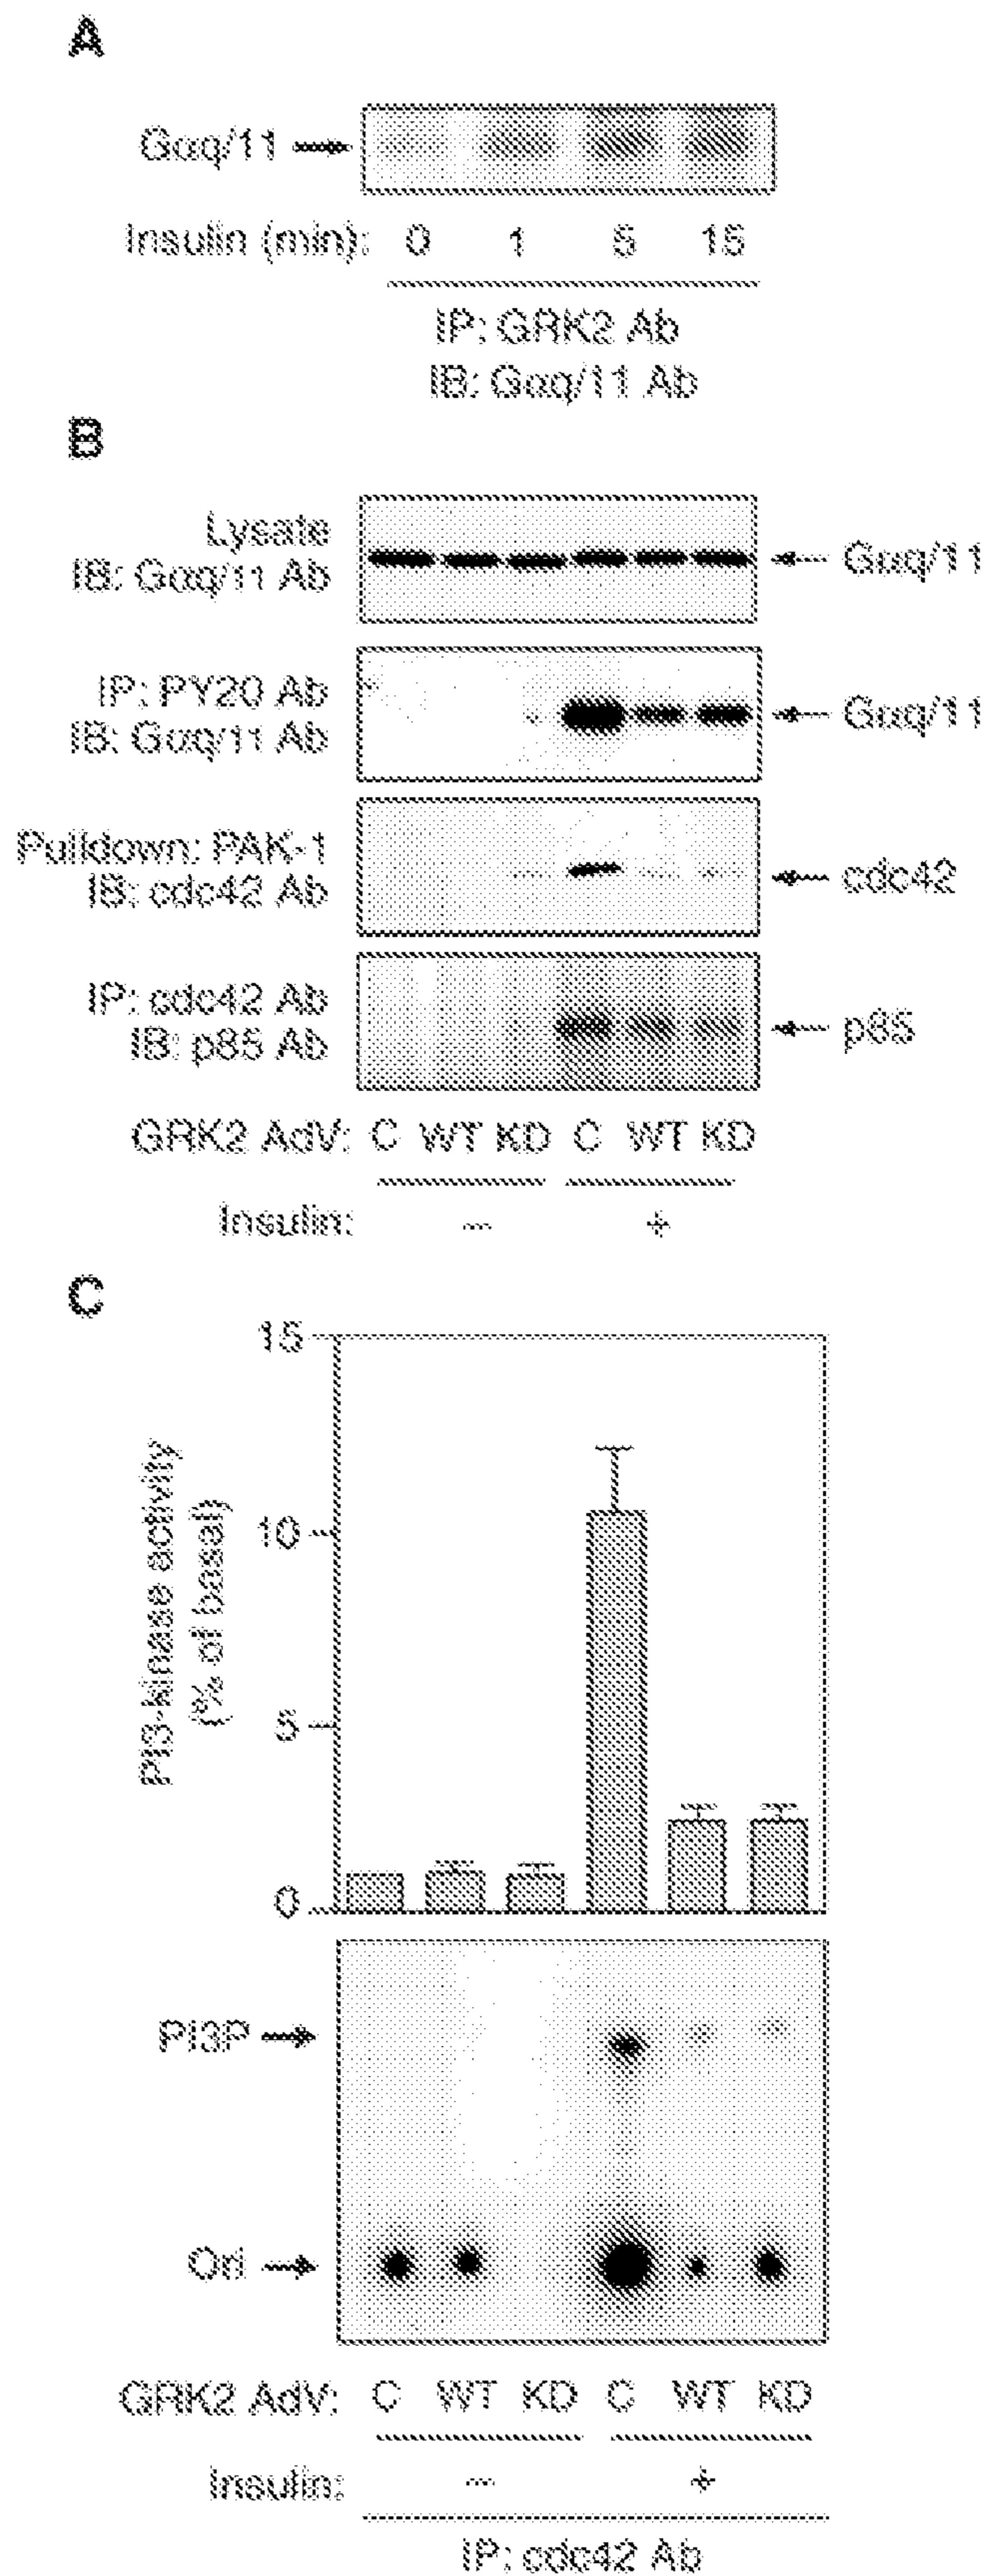 A
Gαq/11
Insulin (min): 0 1 5 15
IP: GRK2 Ab
IB: Gαq/11 Ab
B
Lysate
IB: Gαq/11 Ab
Gαq/11
IP: PY20 Ab
IB: Gαq/11 Ab
Gαq/11
Pulldown: PAK-1
IB: cdc42 Ab
cdc42
IP: cdc42 Ab
IB: p85 Ab
p85
GRK2 AdV: C WT KD C WT KD
Insulin: – +
C
15
10
5
0
PI3-kinase activity
(% of basal)
PI3P
Ori
GRK2 AdV: C WT KD C WT KD
Insulin: – +
IP: cdc42 Ab